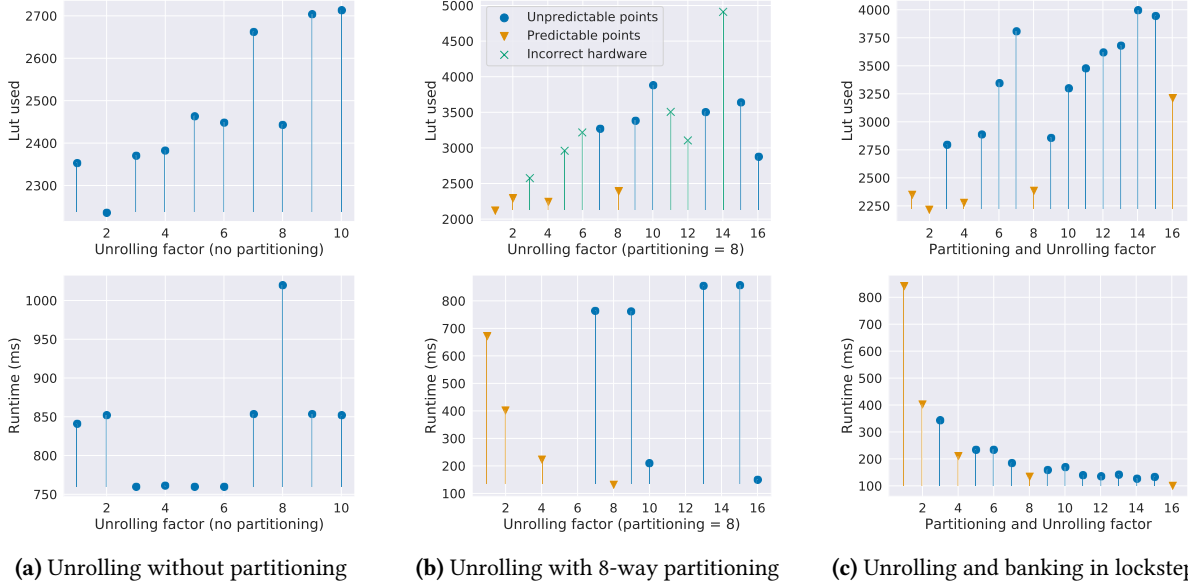 2700
2600
2500
2400
2300
Lut used
2 4 6 8 10
Unrolling factor (no partitioning)
5000
4500
4000
3500
3000
2500
2000
Lut used
Unpredictable points
Predictable points
Incorrect hardware
2 4 6 8 10 12 14 16
Unrolling factor (partitioning = 8)
4000
3750
3500
3250
3000
2750
2500
2250
Lut used
2 4 6 8 10 12 14 16
Partitioning and Unrolling factor
1000
950
900
850
800
750
Runtime (ms)
2 4 6 8 10
Unrolling factor (no partitioning)
800
700
600
500
400
300
200
100
Runtime (ms)
2 4 6 8 10 12 14 16
Unrolling factor (partitioning = 8)
800
700
600
500
400
300
200
100
Runtime (ms)
2 4 6 8 10 12 14 16
Partitioning and Unrolling factor
(a) Unrolling without partitioning
(b) Unrolling with 8-way partitioning
(c) Unrolling and banking in lockstep